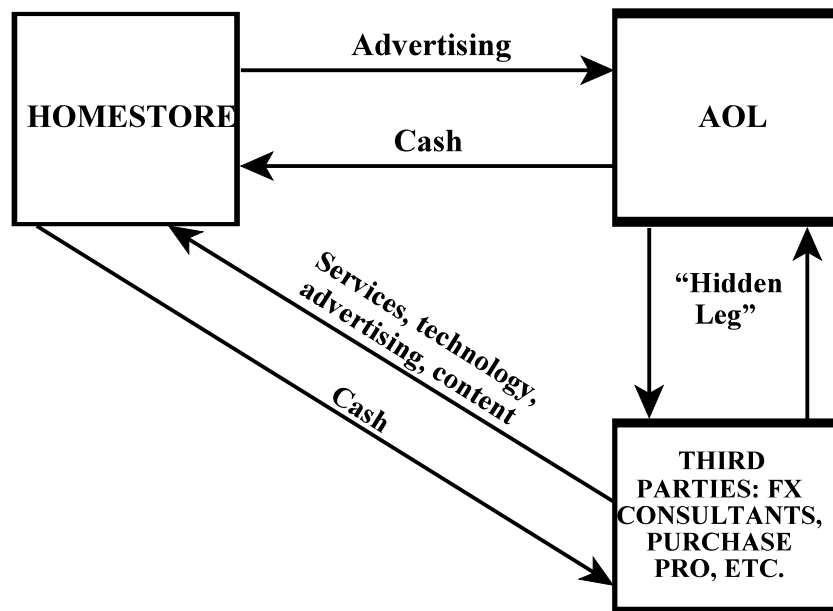 Advertising
HOMESTORE
AOL
Cash
“Hidden
Leg”
Services, technology,
advertising, content
Cash
THIRD
PARTIES: FX
CONSULTANTS,
PURCHASE
PRO, ETC.